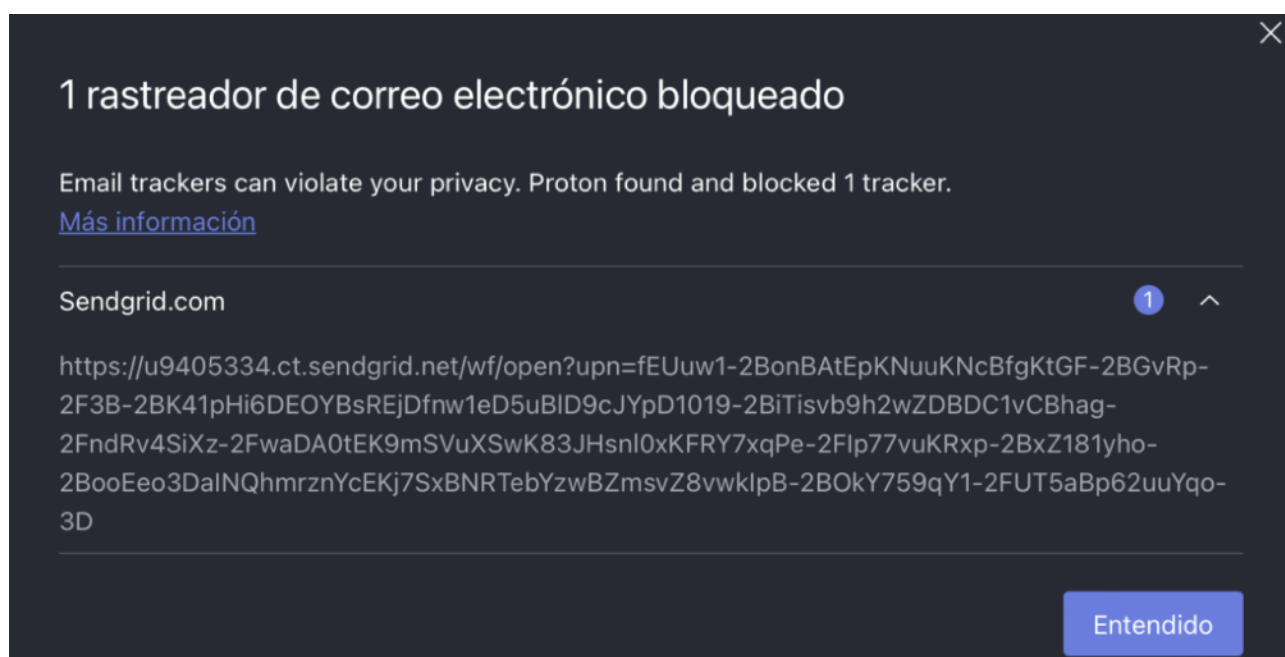 1 rastreador de correo electrónico bloqueado
Email trackers can violate your privacy. Proton found and blocked 1 tracker.
Más información
Sendgrid.com
1
https://u9405334.ct.sendgrid.net/wf/open?upn=fEUuw1-2BonBAtEpKNuuKNcBfgKtGF-2BGvRp-
2F3B-2BK41pHi6DEOYBsREjDfnw1eD5uBlD9cJYpD1019-2BiTisvb9h2wZDBDC1vCBhag-
2FndRv4SiXz-2FwaDA0tEK9mSVuXSwK83JHsnl0xKFRY7xqPe-2FIp77vuKRxp-2BxZ181yho-
2BooEeo3DaINQhmrznYcEKj7SxBNRTebYzwBZmsvZ8vwkIpB-2BOkY759qY1-2FUT5aBp62uuYqo-
3D
Entendido